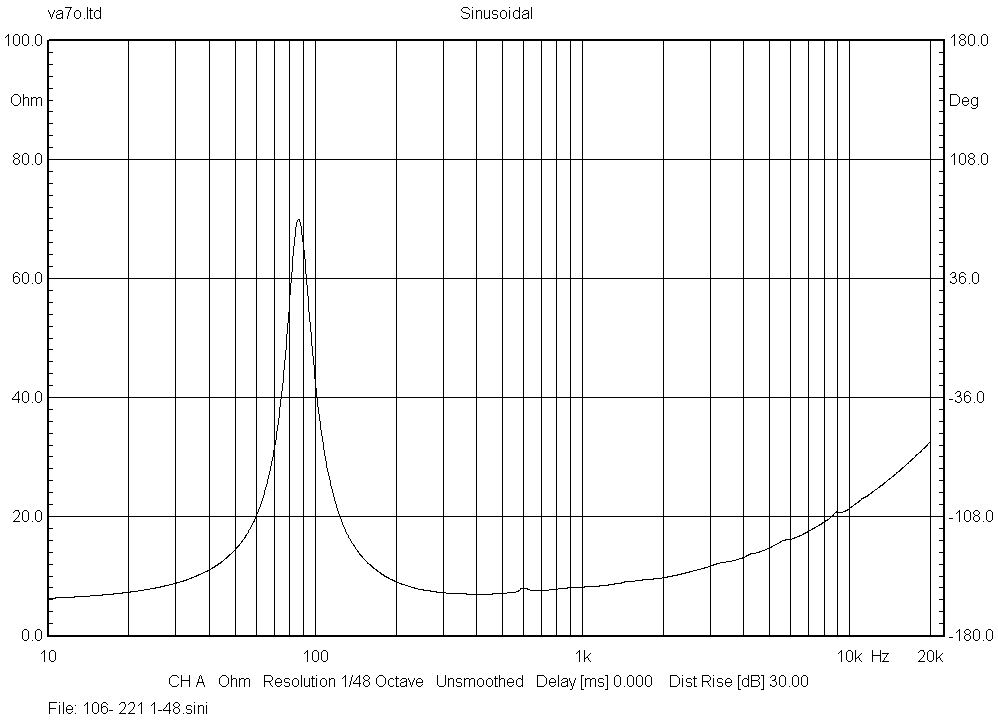 va7o.ltd Sinusoidal
100.0 180.0
Ohm Deg
80.0 108.0
60.0 36.0
40.0 -36.0
20.0 -108.0
0.0 -180.0
10 100 1k 10k Hz 20k
CH A Ohm Resolution 1/48 Octave Unsmoothed Delay [ms] 0.000 Dist Rise [dB] 30.00
File: 106- 221 1-48.sini